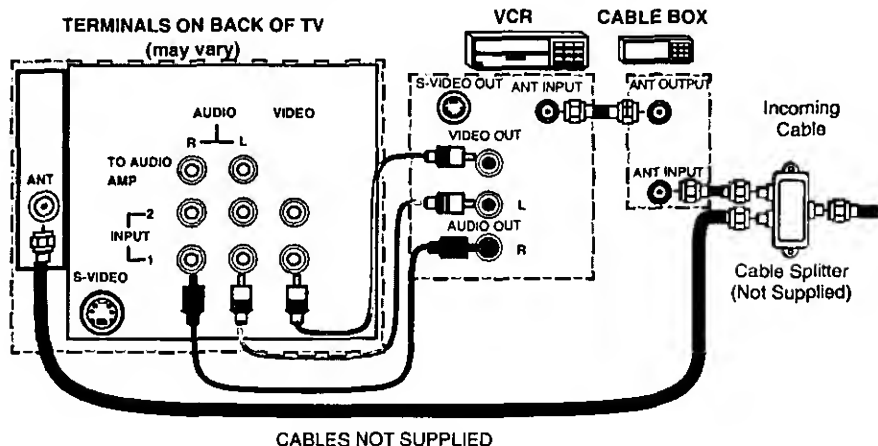 TERMINALS ON BACK OF TV
(may vary)
VCR
CABLE BOX
S-VIDEO OUT
ANT INPUT
ANT OUTPUT
Incoming
Cable
AUDIO
VIDEO
R
L
VIDEO OUT
ANT
TO AUDIO
AMP
ANT INPUT
2
INPUT
1
L
AUDIO OUT
R
S-VIDEO
Cable Splitter
(Not Supplied)
CABLES NOT SUPPLIED